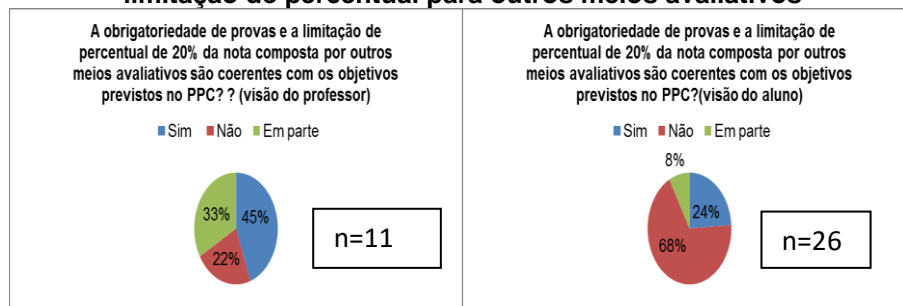 limitação de percentual para outros meios avaliativos
A obrigatoriedade de provas e a limitação de
percentual de 20% da nota composta por outros
meios avaliativos são coerentes com os objetivos
previstos no PPC? ? (visão do professor)
Sim Não Em parte
33% 45%
22%
n=11
A obrigatoriedade de provas e a limitação de
percentual de 20% da nota composta por outros
meios avaliativos são coerentes com os objetivos
previstos no PPC?(visão do aluno)
Sim Não Em parte
8%
24%
68%
n=26